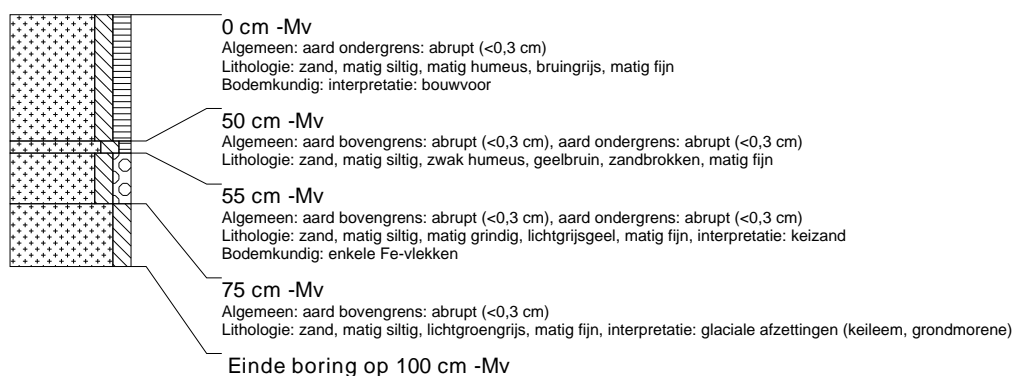 0 cm -Mv
Algemeen: aard ondergrens: abrupt (<0,3 cm)
Lithologie: zand, matig siltig, matig humeus, bruingrijs, matig fijn
Bodemkundig: interpretatie: bouwvoor
50 cm -Mv
Algemeen: aard bovengrens: abrupt (<0,3 cm), aard ondergrens: abrupt (<0,3 cm)
Lithologie: zand, matig siltig, zwak humeus, geelbruin, zandbrokken, matig fijn
55 cm -Mv
Algemeen: aard bovengrens: abrupt (<0,3 cm), aard ondergrens: abrupt (<0,3 cm)
Lithologie: zand, matig siltig, matig grindig, lichtgrijsgeel, matig fijn, interpretatie: keizand
Bodemkundig: enkele Fe-vlekken
75 cm -Mv
Algemeen: aard bovengrens: abrupt (<0,3 cm)
Lithologie: zand, matig siltig, lichtgroengrijs, matig fijn, interpretatie: glaciale afzettingen (keileem, grondmorene)
Einde boring op 100 cm -Mv